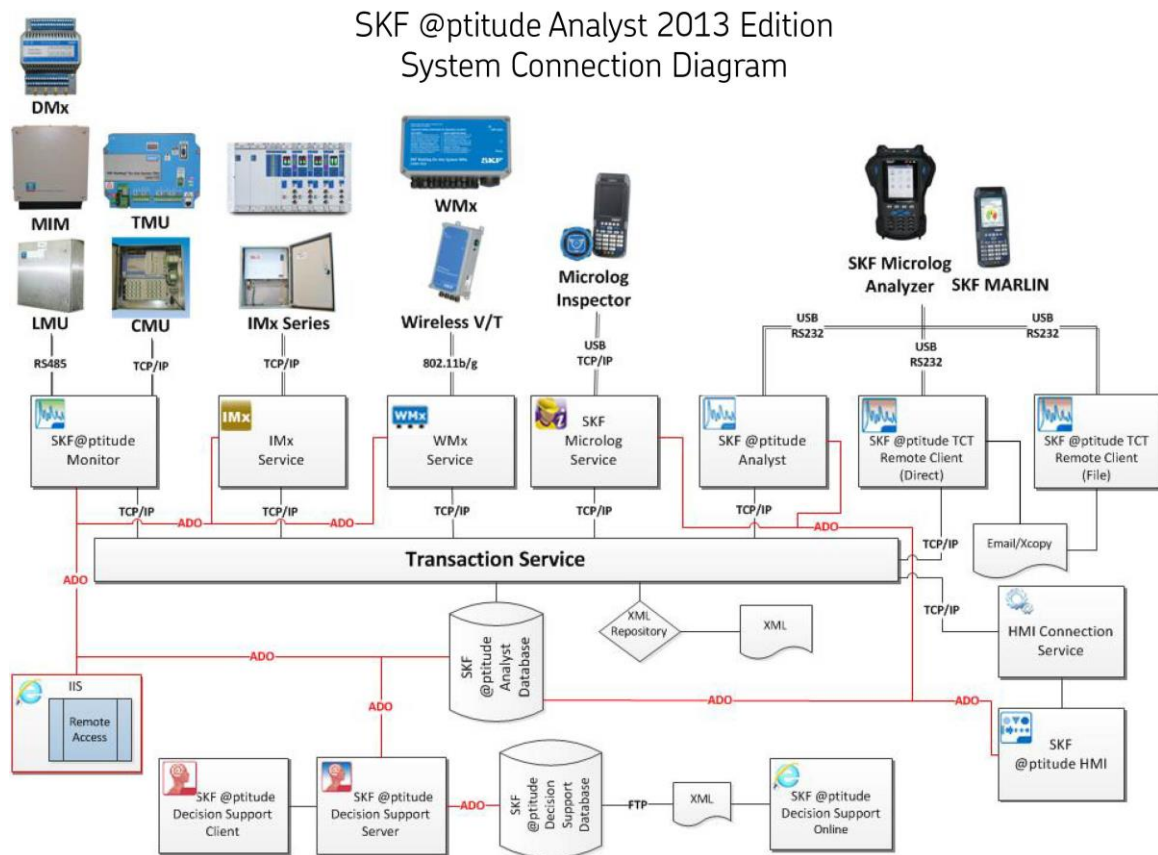 SKF @ptitude Analyst 2013 Edition
System Connection Diagram
DMx
MIM
TMU
WMx
LMU
CMU
IMx Series
Wireless V/T
Microlog
Inspector
SKF Microlog
Analyzer
SKF MARLIN
RS485
TCP/IP
TCP/IP
802.11b/g
USB
TCP/IP
USB
RS232
USB
RS232
USB
RS232
SKF@ptitude
Monitor
IMx
IMx
Service
WMx
WMx
Service
SKF
Microlog
Service
SKF @ptitude
Analyst
SKF @ptitude TCT
Remote Client
(Direct)
SKF @ptitude TCT
Remote Client
(File)
TCP/IP
ADO
TCP/IP
ADO
TCP/IP
TCP/IP
ADO
TCP/IP
ADO
TCP/IP
Email/Xcopy
Transaction Service
ADO
TCP/IP
XML
Repository
XML
HMI Connection
Service
SKF
@ptitude
Analyst
Database
ADO
ADO
ADO
ADO
IIS
Remote
Access
SKF
@ptitude HMI
SKF @ptitude
Decision Support
Client
SKF @ptitude
Decision Support
Server
ADO
SKF
@ptitude
Decision
Support
Database
FTP
XML
SKF @ptitude
Decision Support
Online